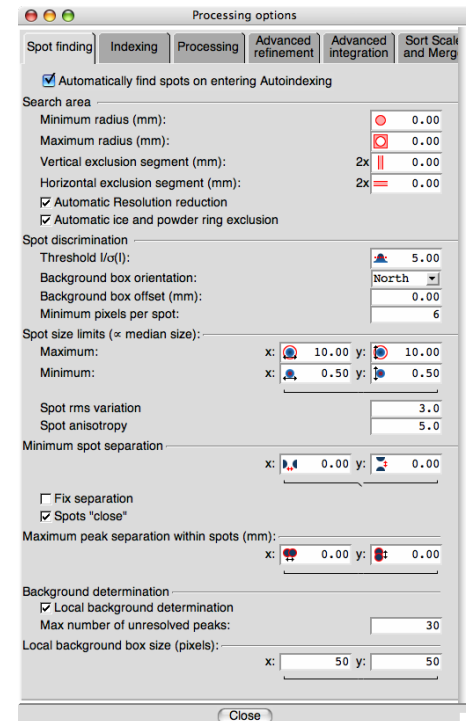 Processing options
Spot finding Indexing Processing Advanced refinement Advanced integration Sort Scale and Merg
Automatically find spots on entering Autoindexing
Search area
Minimum radius (mm): 0.00
Maximum radius (mm): 0.00
Vertical exclusion segment (mm): 2x 0.00
Horizontal exclusion segment (mm): 2x 0.00
Automatic Resolution reduction
Automatic ice and powder ring exclusion
Spot discrimination
Threshold I/σ(I): 5.00
Background box orientation: North
Background box offset (mm): 0.00
Minimum pixels per spot: 6
Spot size limits (∝ median size):
Maximum: x: 10.00 y: 10.00
Minimum: x: 0.50 y: 0.50
Spot rms variation 3.0
Spot anisotropy 5.0
Minimum spot separation
x: 0.00 y: 0.00
Fix separation
Spots "close"
Maximum peak separation within spots (mm):
x: 0.00 y: 0.00
Background determination
Local background determination
Max number of unresolved peaks: 30
Local background box size (pixels):
x: 50 y: 50
Close